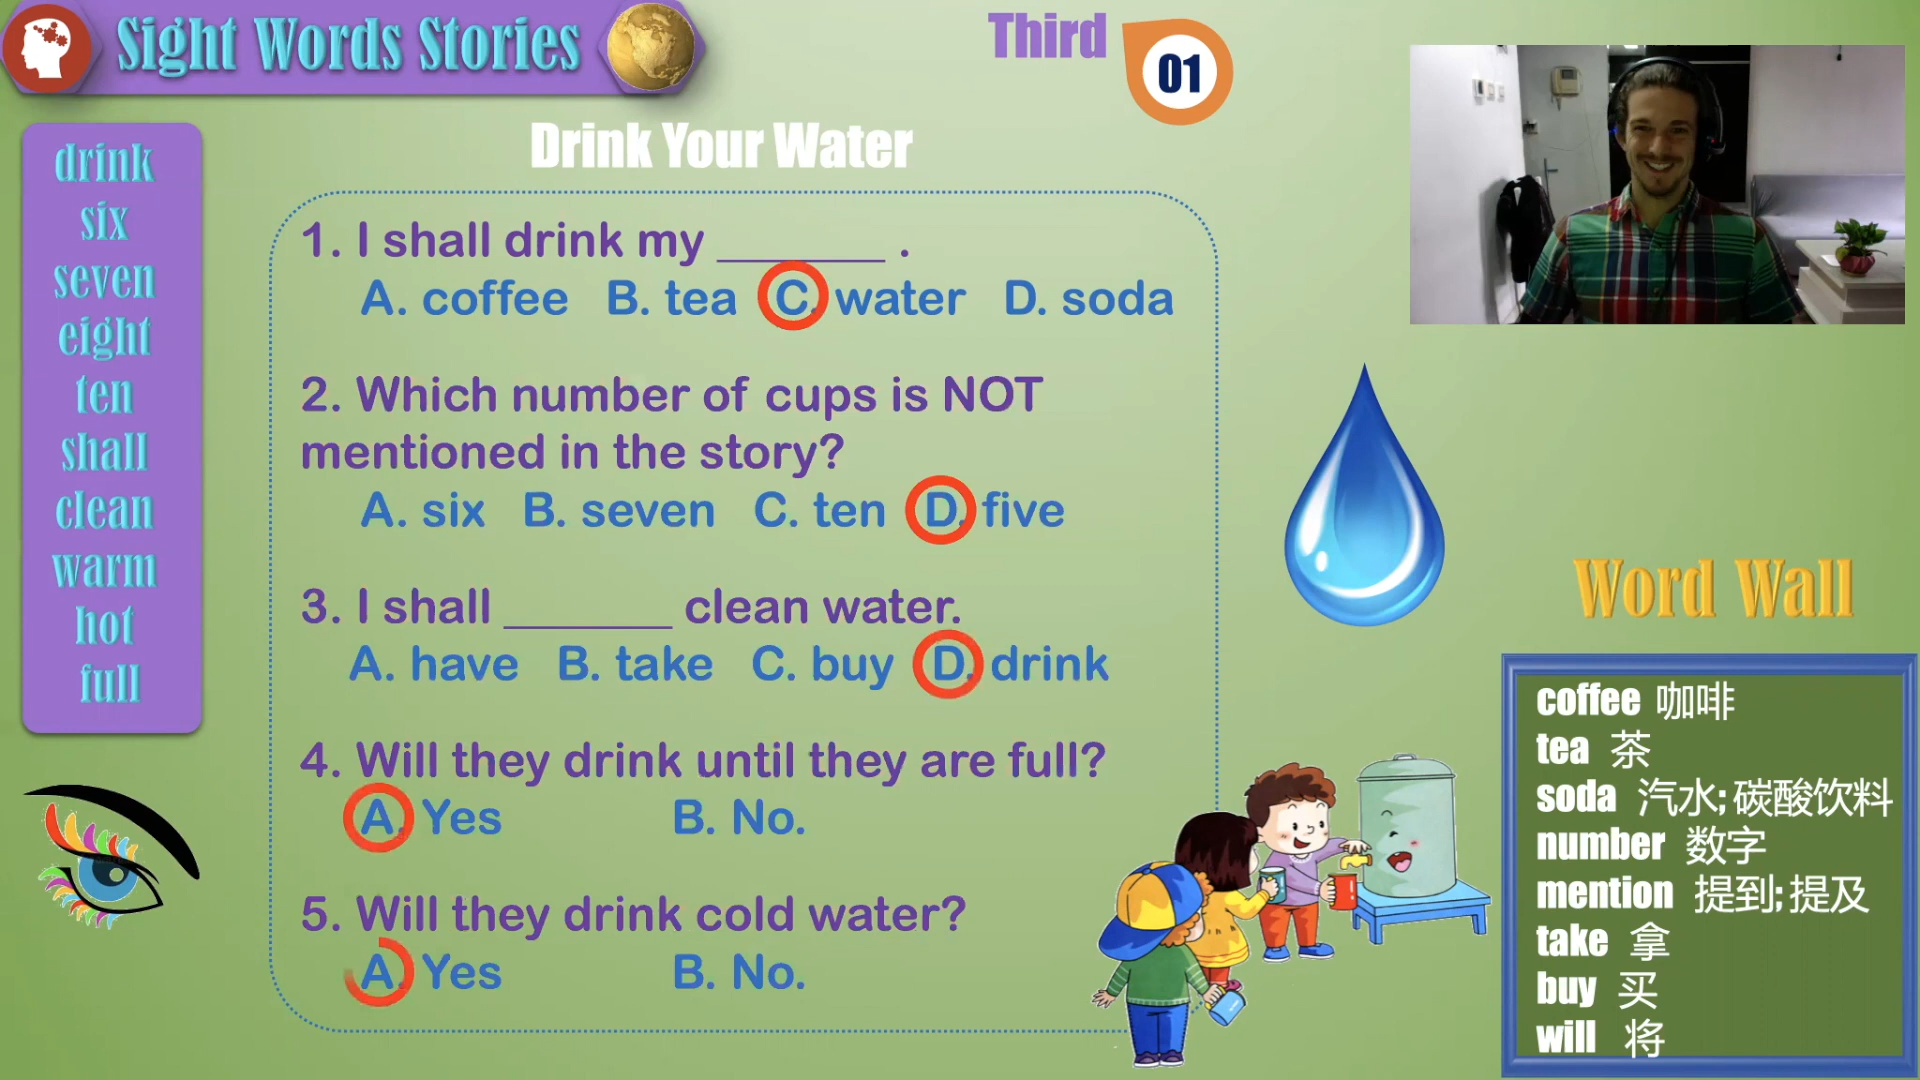 Sight Words Stories
Third
01
drink
six
seven
eight
ten
shall
clean
warm
hot
full
Drink Your Water
1. I shall drink my _______ .
A. coffee B. tea C. water D. soda
2. Which number of cups is NOT
mentioned in the story?
A. six B. seven C. ten D. five
3. I shall _______ clean water.
A. have B. take C. buy D. drink
4. Will they drink until they are full?
A. Yes B. No.
5. Will they drink cold water?
A. Yes B. No.
Word Wall
coffee 咖啡
tea 茶
soda 汽水; 碳酸饮料
number 数字
mention 提到; 提及
take 拿
buy 买
will 将